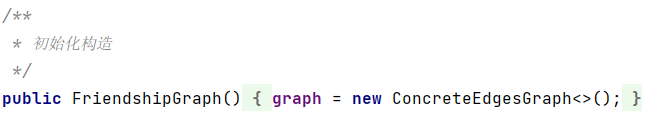 /**
 * 初始化构造
 */
public FriendshipGraph() { graph = new ConcreteEdgesGraph<>(); }